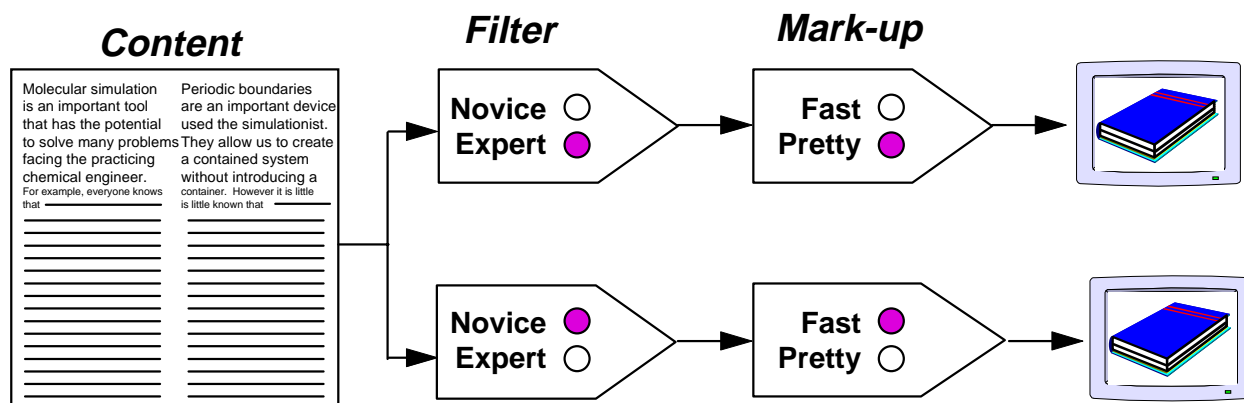 Content
Filter
Mark-up
Molecular simulation
is an important tool
that has the potential
to solve many problems
facing the practicing
chemical engineer.
For example, everyone knows
that
Periodic boundaries
are an important device
used the simulationist.
They allow us to create
a contained system
without introducing a
container. However it is little
is little known that
Novice
Expert
Fast
Pretty
Novice
Expert
Fast
Pretty